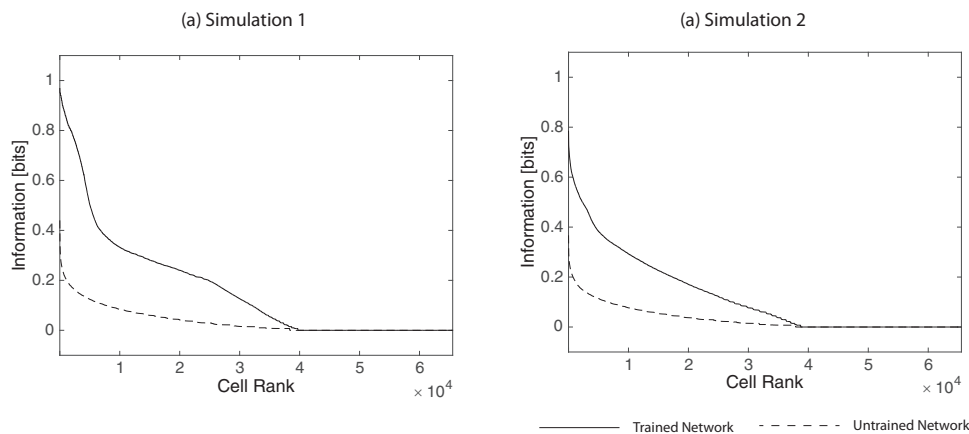 (a) Simulation 1
1
0.8
0.6
0.4
0.2
0
Information [bits]
1 2 3 4 5 6
Cell Rank
× 10^4
(a) Simulation 2
1
0.8
0.6
0.4
0.2
0
Information [bits]
1 2 3 4 5 6
Cell Rank
× 10^4
Trained Network
Untrained Network